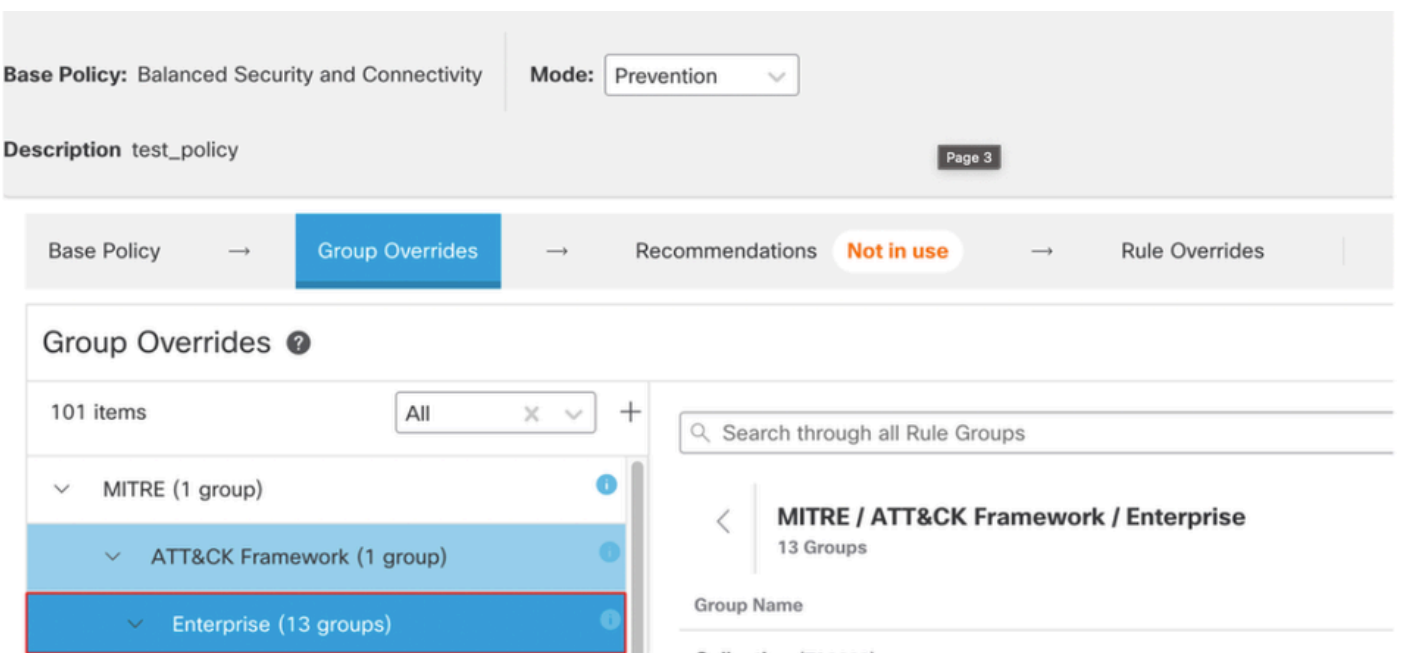 Base Policy: Balanced Security and Connectivity
Mode: Prevention
Description test_policy
Page 3
Base Policy → Group Overrides → Recommendations Not in use → Rule Overrides
Group Overrides ?
101 items
All
Search through all Rule Groups
MITRE (1 group)
ATT&CK Framework (1 group)
Enterprise (13 groups)
MITRE / ATT&CK Framework / Enterprise
13 Groups
Group Name